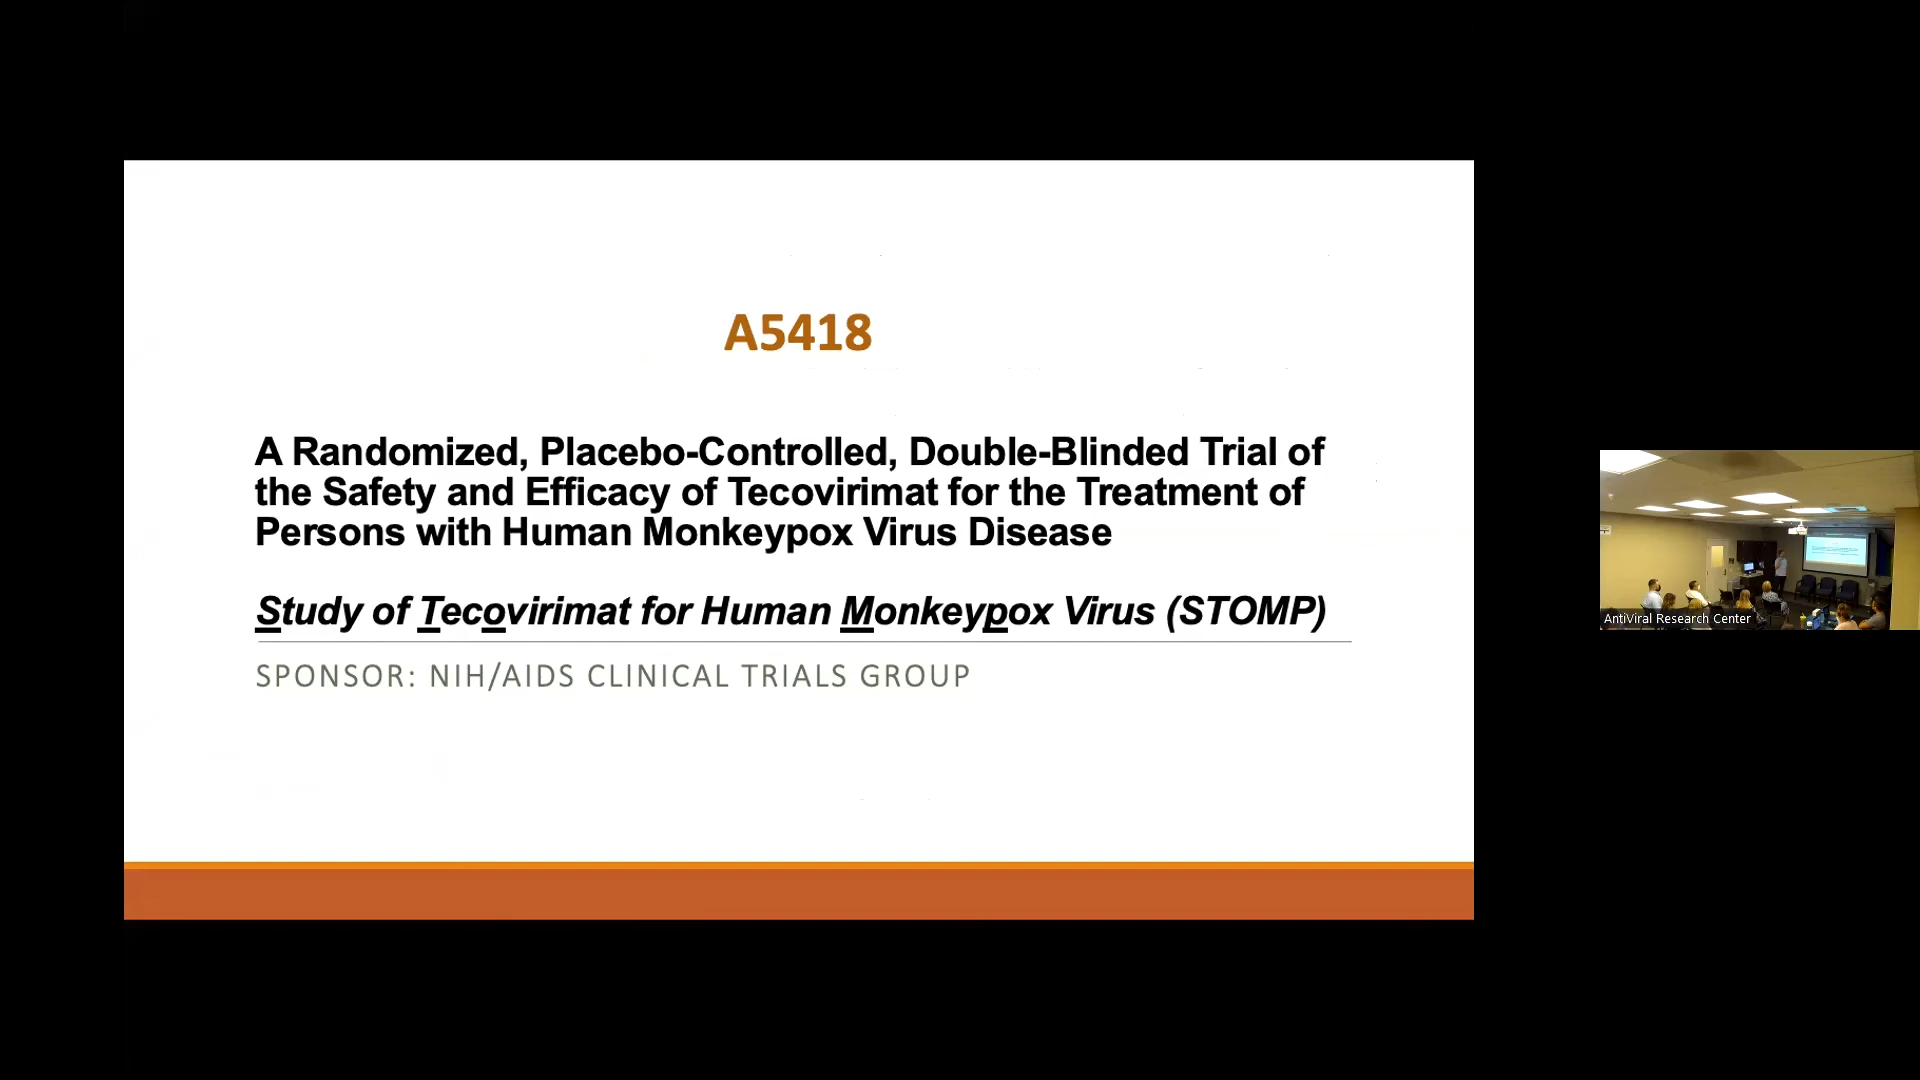 A5418
A Randomized, Placebo-Controlled, Double-Blinded Trial of
the Safety and Efficacy of Tecovirimat for the Treatment of
Persons with Human Monkeypox Virus Disease
Study of Tecovirimat for Human Monkeypox Virus (STOMP)
SPONSOR: NIH/AIDS CLINICAL TRIALS GROUP
AntiViral Research Center